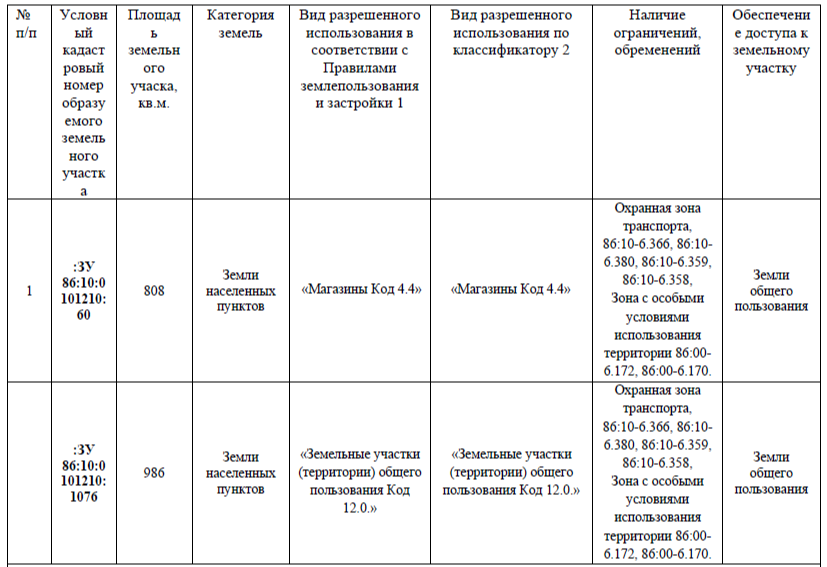 №
п/п
Условн
ый
кадаст
ровый
номер
образу
емого
земель
ного
участк
а
Площад
ь
земельн
ого
учаска,
кв.м.
Категория
земель
Вид разрешенного
использования в
соответствии с
Правилами
землепользования
и застройки 1
Вид разрешенного
использования по
классификатору 2
Наличие
ограничений,
обременений
Обеспечени
е доступа к
земельному
участку
1
:ЗУ
86:10:0
101210:
60
808
Земли
населенных
пунктов
«Магазины Код 4.4»
«Магазины Код 4.4»
Охранная зона
транспорта,
86:10-6.366, 86:10-
6.380, 86:10-6.359,
86:10-6.358,
Зона с особыми
условиями
использования
территории 86:00-
6.172, 86:00-6.170.
Земли
общего
пользования
:ЗУ
86:10:0
101210:
1076
986
Земли
населенных
пунктов
«Земельные участки
(территории) общего
пользования Код
12.0.»
«Земельные участки
(территории) общего
пользования Код 12.0.»
Охранная зона
транспорта,
86:10-6.366, 86:10-
6.380, 86:10-6.359,
86:10-6.358,
Зона с особыми
условиями
использования
территории 86:00-
6.172, 86:00-6.170.
Земли
общего
пользования